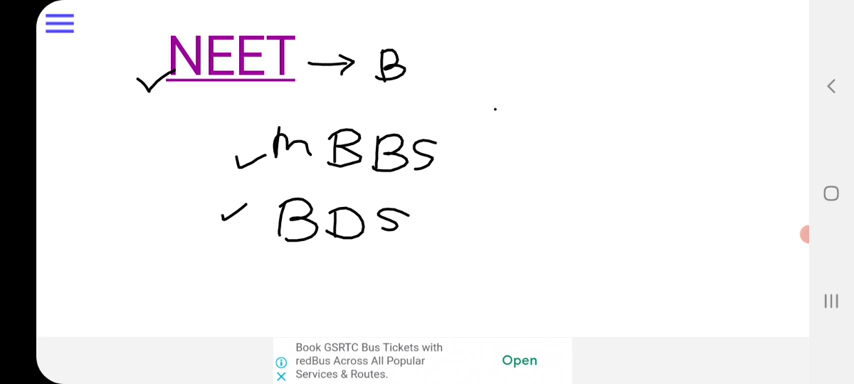 NEET → B
mBBS
BDS
Book GSRTC Bus Tickets with
redBus Across All Popular
Services & Routes.
Open